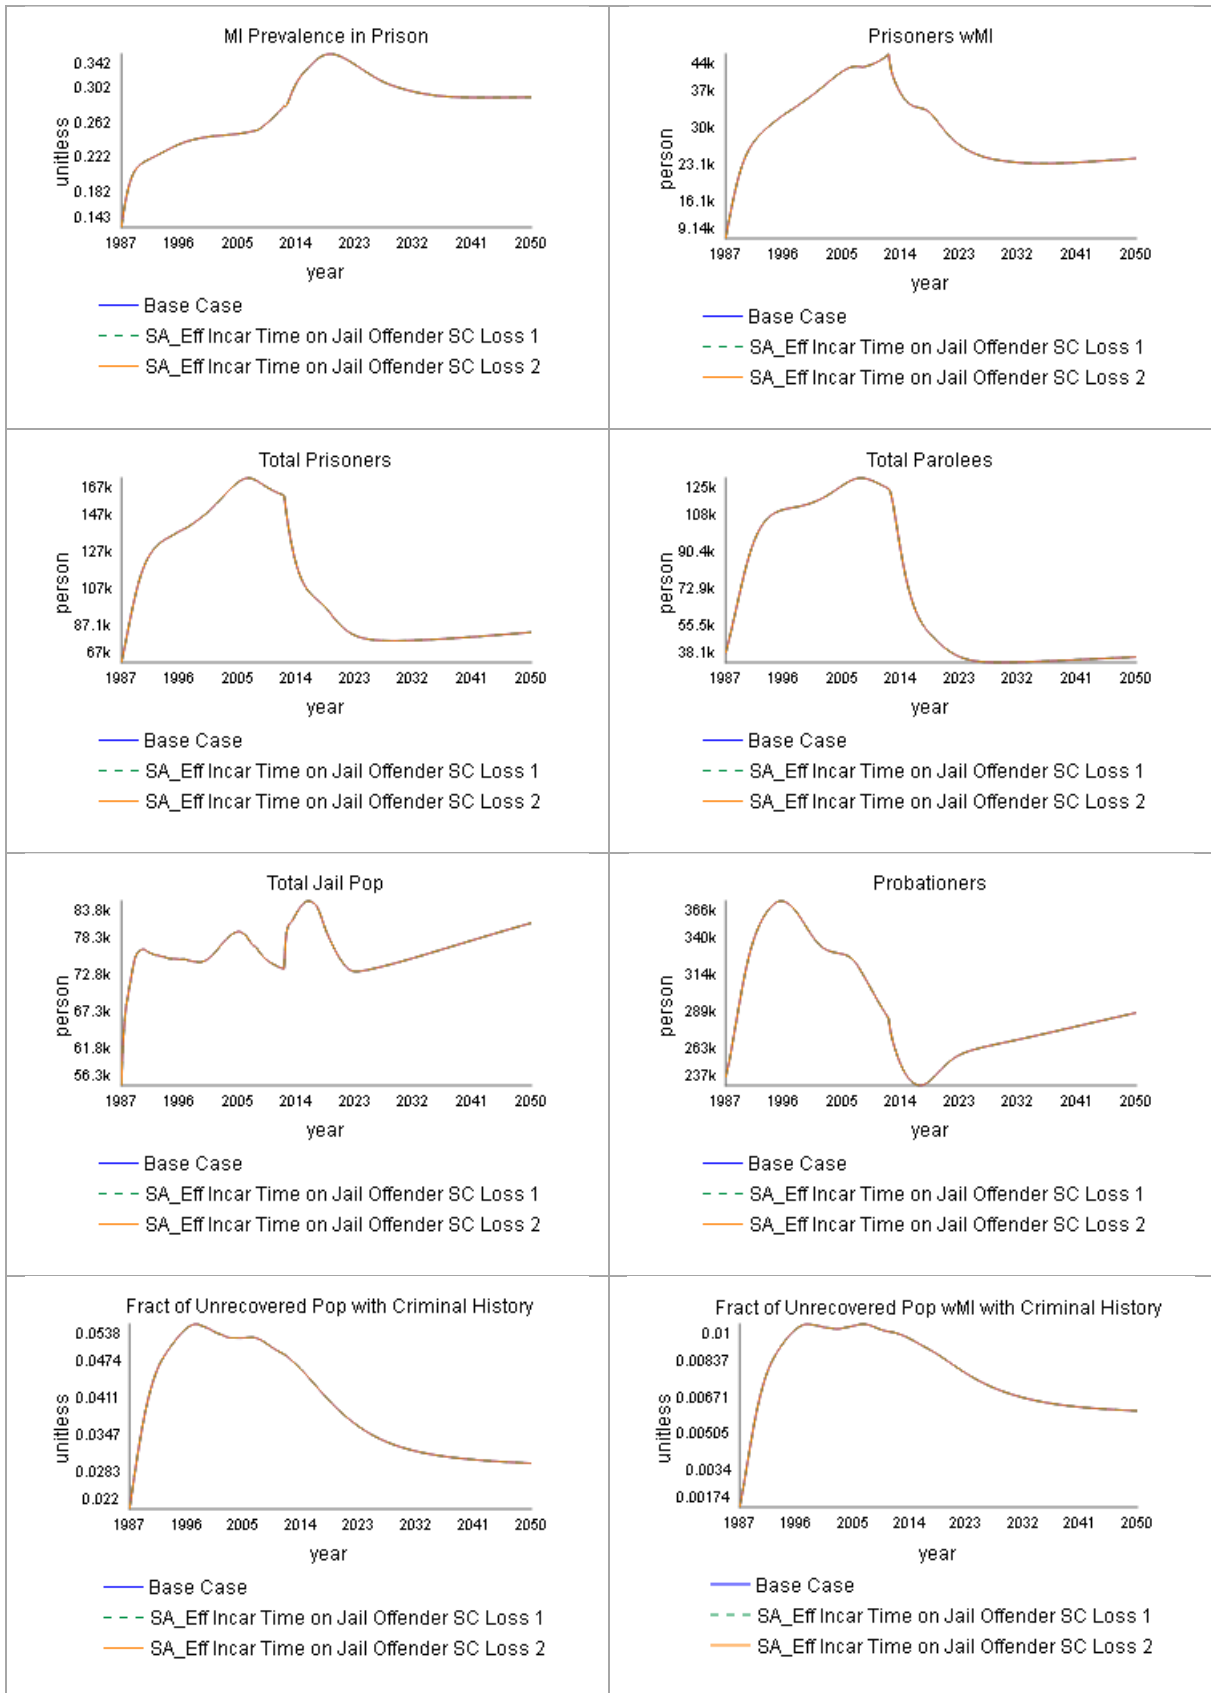 MI Prevalence in Prison
0.342
0.302
0.262
0.222
0.182
0.143
unitless
1987 1996 2005 2014 2023 2032 2041 2050
year
Base Case
SA_Eff Incar Time on Jail Offender SC Loss 1
SA_Eff Incar Time on Jail Offender SC Loss 2
Prisoners wMI
44k
37k
30k
23.1k
16.1k
9.14k
person
1987 1996 2005 2014 2023 2032 2041 2050
year
Base Case
SA_Eff Incar Time on Jail Offender SC Loss 1
SA_Eff Incar Time on Jail Offender SC Loss 2
Total Prisoners
167k
147k
127k
107k
87.1k
67k
person
1987 1996 2005 2014 2023 2032 2041 2050
year
Base Case
SA_Eff Incar Time on Jail Offender SC Loss 1
SA_Eff Incar Time on Jail Offender SC Loss 2
Total Parolees
125k
108k
90.4k
72.9k
55.5k
38.1k
person
1987 1996 2005 2014 2023 2032 2041 2050
year
Base Case
SA_Eff Incar Time on Jail Offender SC Loss 1
SA_Eff Incar Time on Jail Offender SC Loss 2
Total Jail Pop
83.8k
78.3k
72.8k
67.3k
61.8k
56.3k
person
1987 1996 2005 2014 2023 2032 2041 2050
year
Base Case
SA_Eff Incar Time on Jail Offender SC Loss 1
SA_Eff Incar Time on Jail Offender SC Loss 2
Probationers
366k
340k
314k
289k
263k
237k
person
1987 1996 2005 2014 2023 2032 2041 2050
year
Base Case
SA_Eff Incar Time on Jail Offender SC Loss 1
SA_Eff Incar Time on Jail Offender SC Loss 2
Fract of Unrecovered Pop with Criminal History
0.0538
0.0474
0.0411
0.0347
0.0283
0.022
unitless
1987 1996 2005 2014 2023 2032 2041 2050
year
Base Case
SA_Eff Incar Time on Jail Offender SC Loss 1
SA_Eff Incar Time on Jail Offender SC Loss 2
Fract of Unrecovered Pop wMI with Criminal History
0.01
0.00837
0.00671
0.00505
0.0034
0.00174
unitless
1987 1996 2005 2014 2023 2032 2041 2050
year
Base Case
SA_Eff Incar Time on Jail Offender SC Loss 1
SA_Eff Incar Time on Jail Offender SC Loss 2